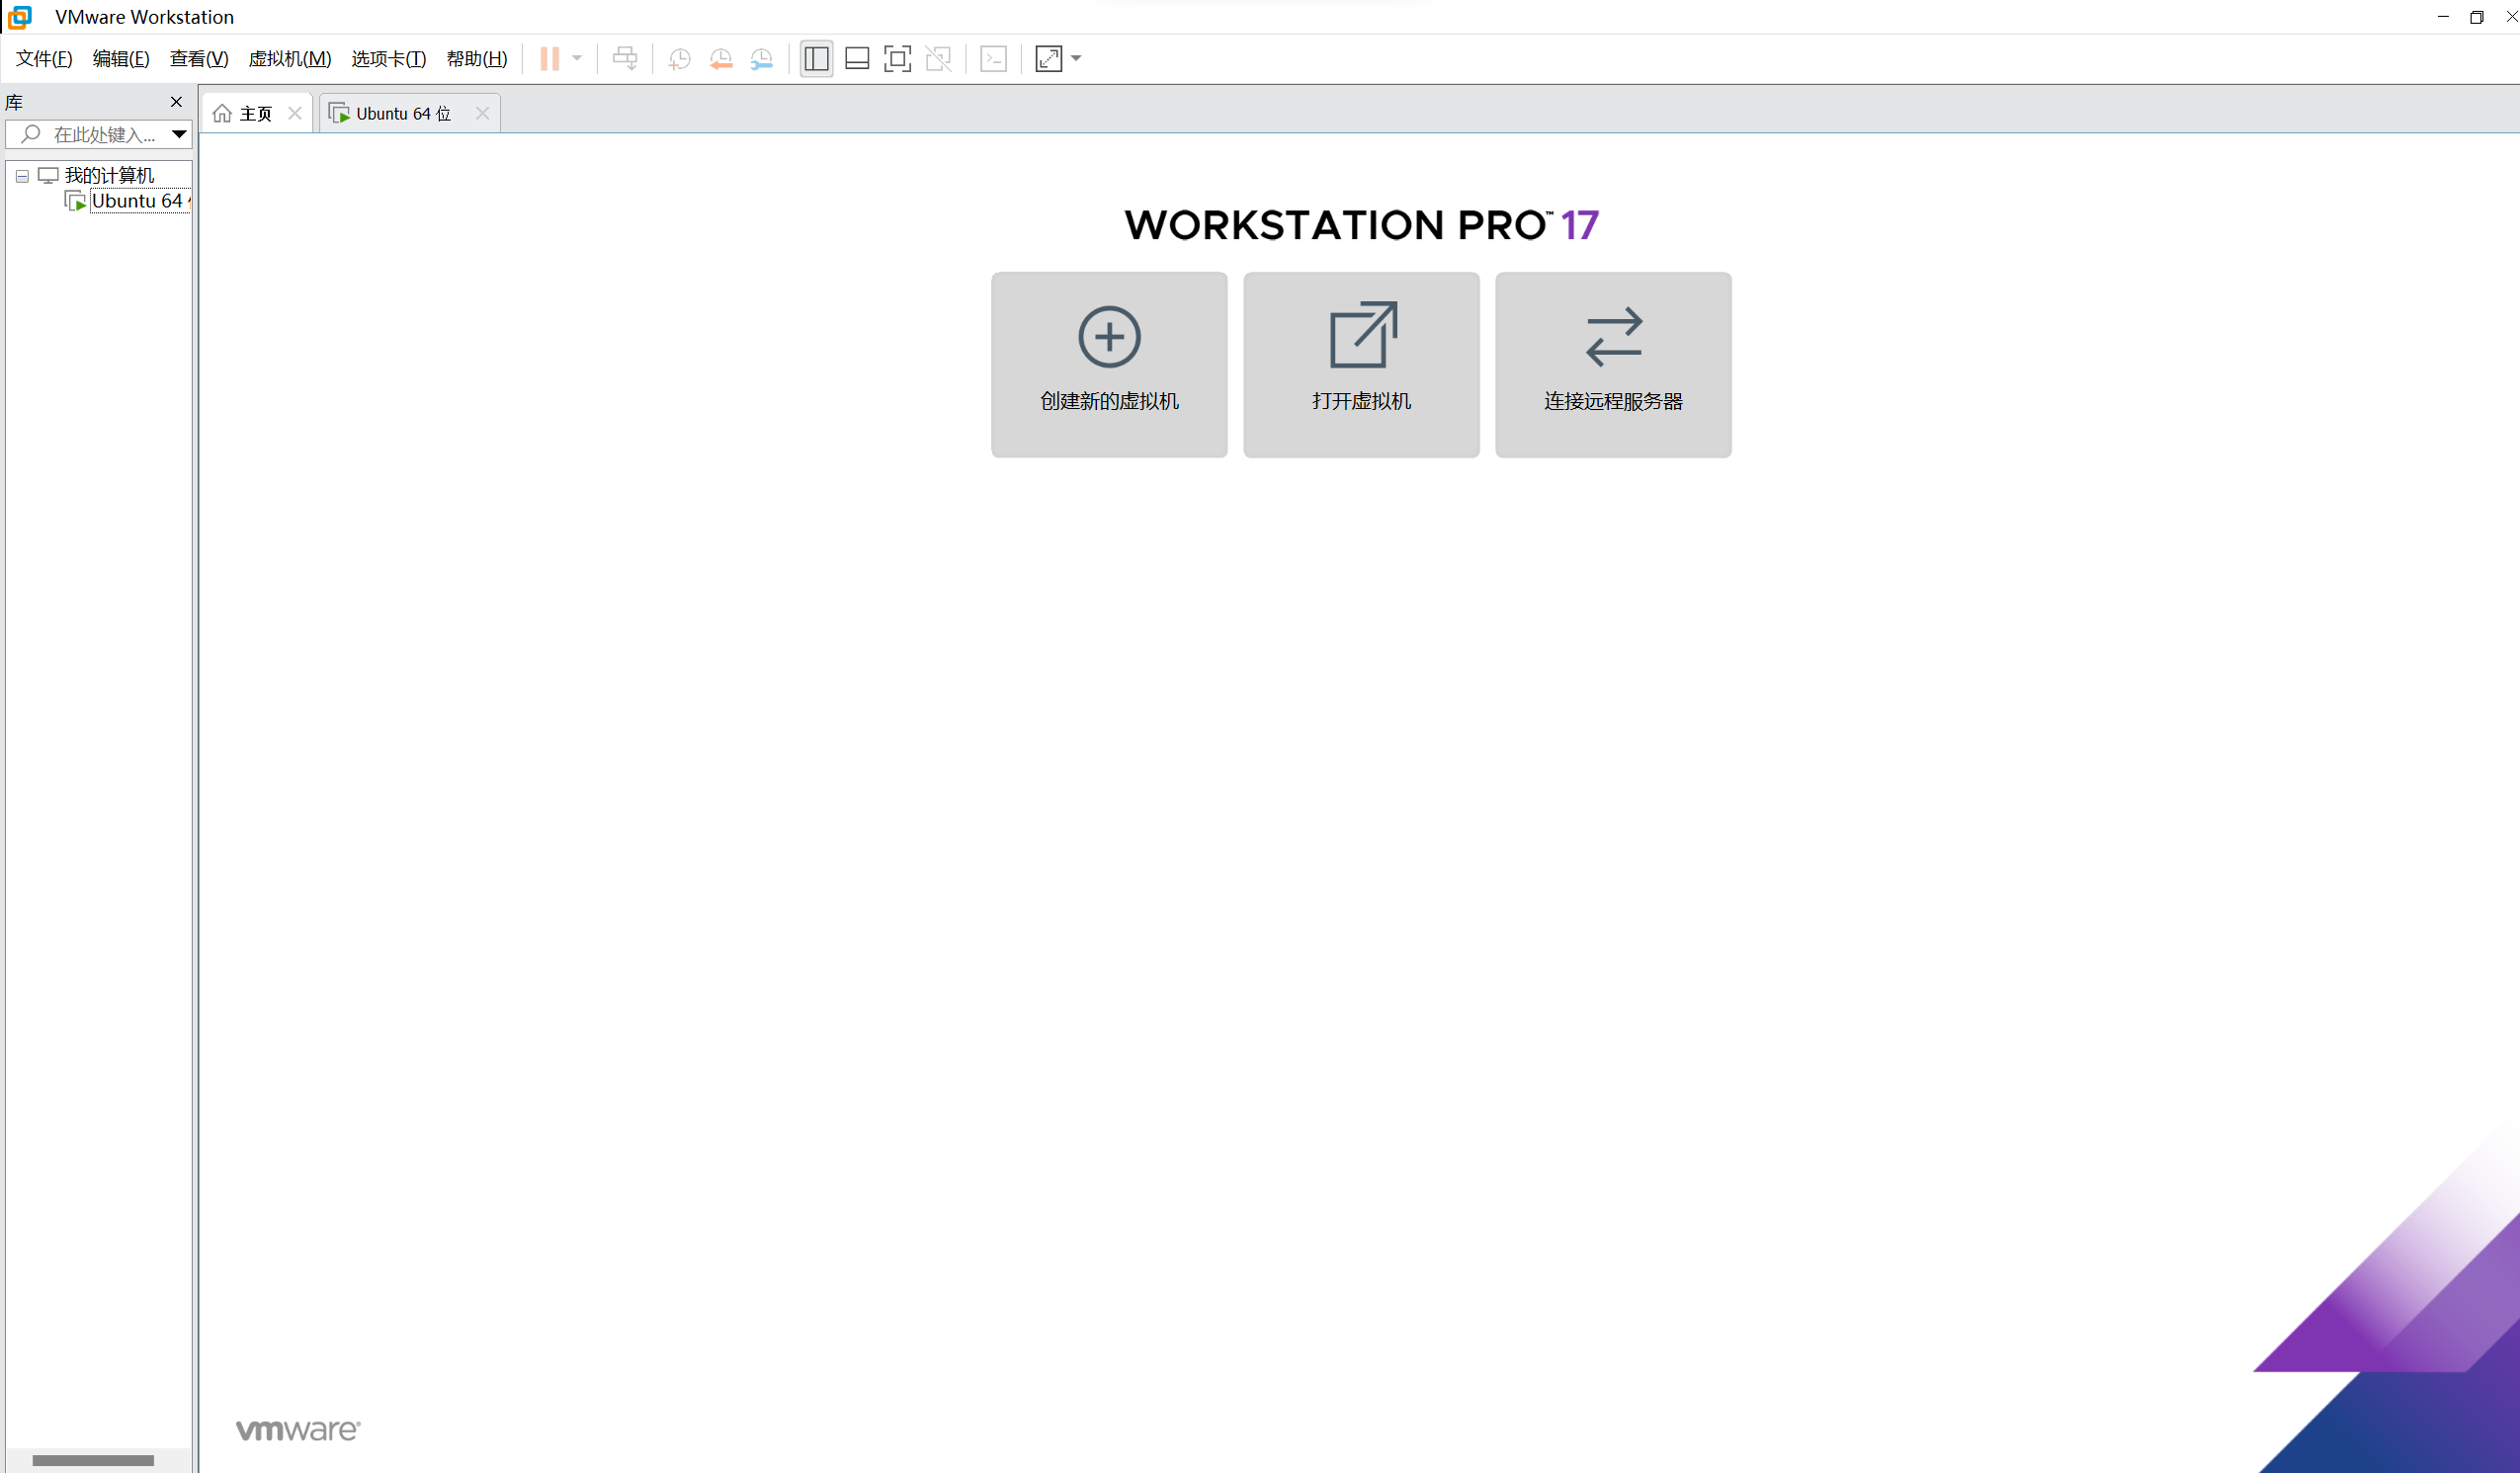 VMware Workstation
文件(F) 编辑(E) 查看(V) 虚拟机(M) 选项卡(T) 帮助(H)
库
在此处键入...
我的计算机
Ubuntu 64
主页
Ubuntu 64 位
WORKSTATION PRO™ 17
创建新的虚拟机
打开虚拟机
连接远程服务器
vmware®